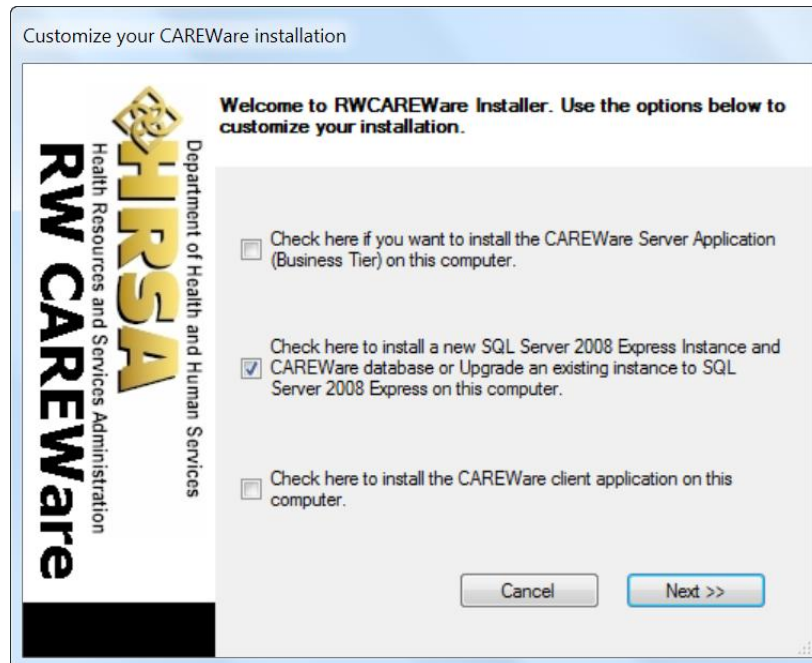 Customize your CAREWare installation
RW CAREWare
Health Resources and Services Administration
HRSA
Department of Health and Human Services
Welcome to RWCAREWare Installer. Use the options below to
customize your installation.
Check here if you want to install the CAREWare Server Application
(Business Tier) on this computer.
Check here to install a new SQL Server 2008 Express Instance and
CAREWare database or Upgrade an existing instance to SQL
Server 2008 Express on this computer.
Check here to install the CAREWare client application on this
computer.
Cancel
Next >>